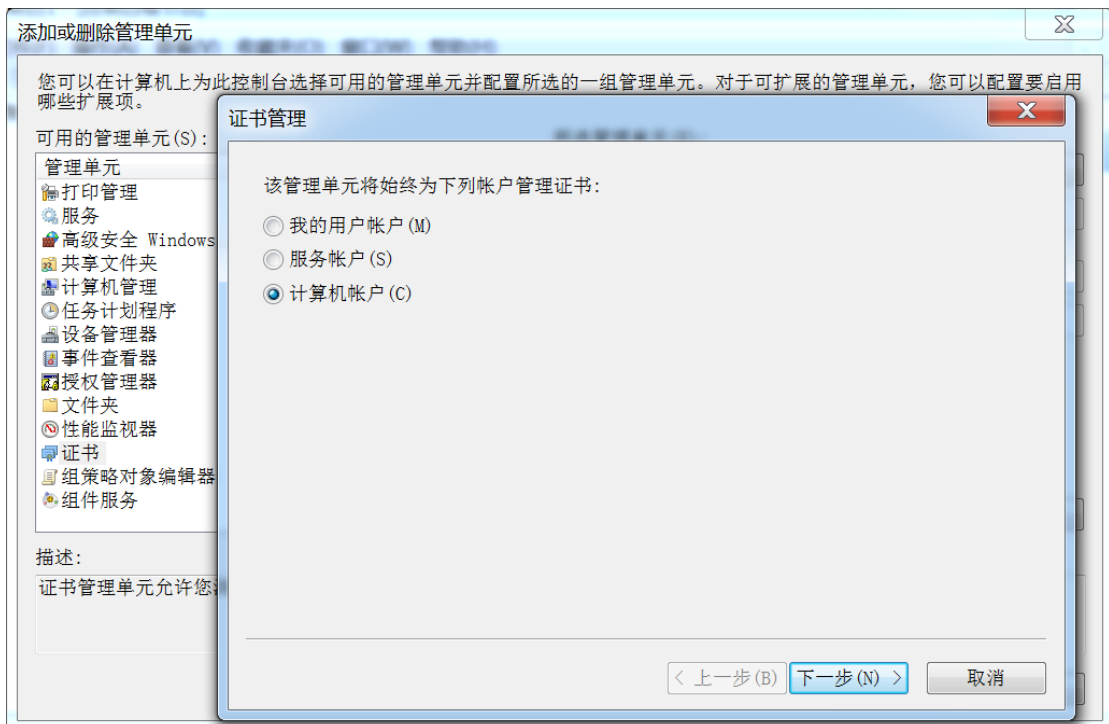 添加或删除管理单元
您可以在计算机上为此控制台选择可用的管理单元并配置所选的一组管理单元。对于可扩展的管理单元，您可以配置要启用
哪些扩展项。
可用的管理单元(S):
管理单元
打印管理
服务
高级安全 Windows
共享文件夹
计算机管理
任务计划程序
设备管理器
事件查看器
授权管理器
文件夹
性能监视器
证书
组策略对象编辑器
组件服务
描述:
证书管理单元允许您
证书管理
该管理单元将始终为下列帐户管理证书:
我的用户帐户(M)
服务帐户(S)
计算机帐户(C)
< 上一步(B)
下一步(N) >
取消